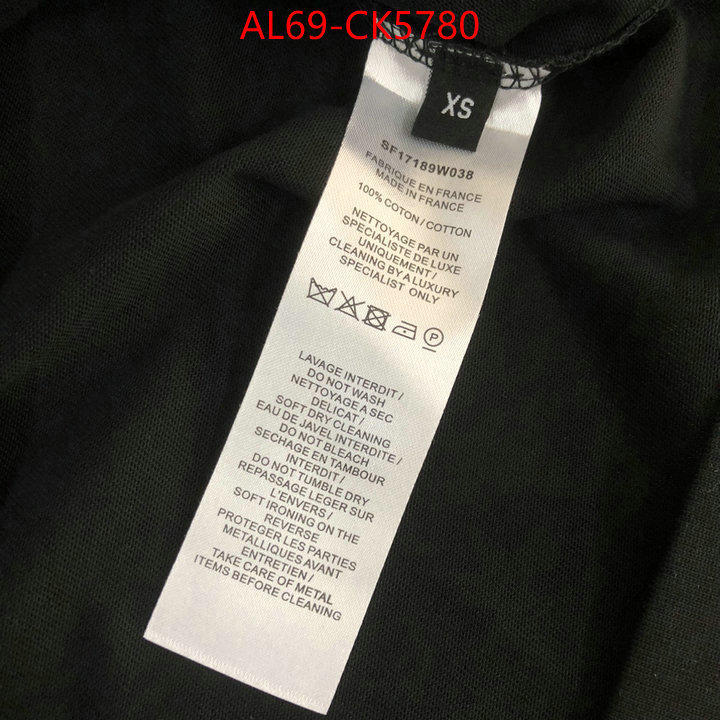 AL69-CK5780
XS
SF17189W038
FABRIQUE EN FRANCE
MADE IN FRANCE
100% COTON / COTTON
NETTOYAGE PAR UN
SPECIALISTE DE LUXE
UNIQUEMENT /
CLEANING BY A LUXURY
SPECIALIST ONLY
P
LAVAGE INTERDIT /
DO NOT WASH
NETTOYAGE A SEC
DELICAT /
SOFT DRY CLEANING
EAU DE JAVEL INTERDITE /
DO NOT BLEACH
SECHAGE EN TAMBOUR
INTERDIT /
DO NOT TUMBLE DRY
REPASSAGE LEGER SUR
L'ENVERS /
SOFT IRONING ON THE
REVERSE
PROTEGER LES PARTIES
METALLIQUES AVANT
ENTRETIEN /
TAKE CARE OF METAL
ITEMS BEFORE CLEANING